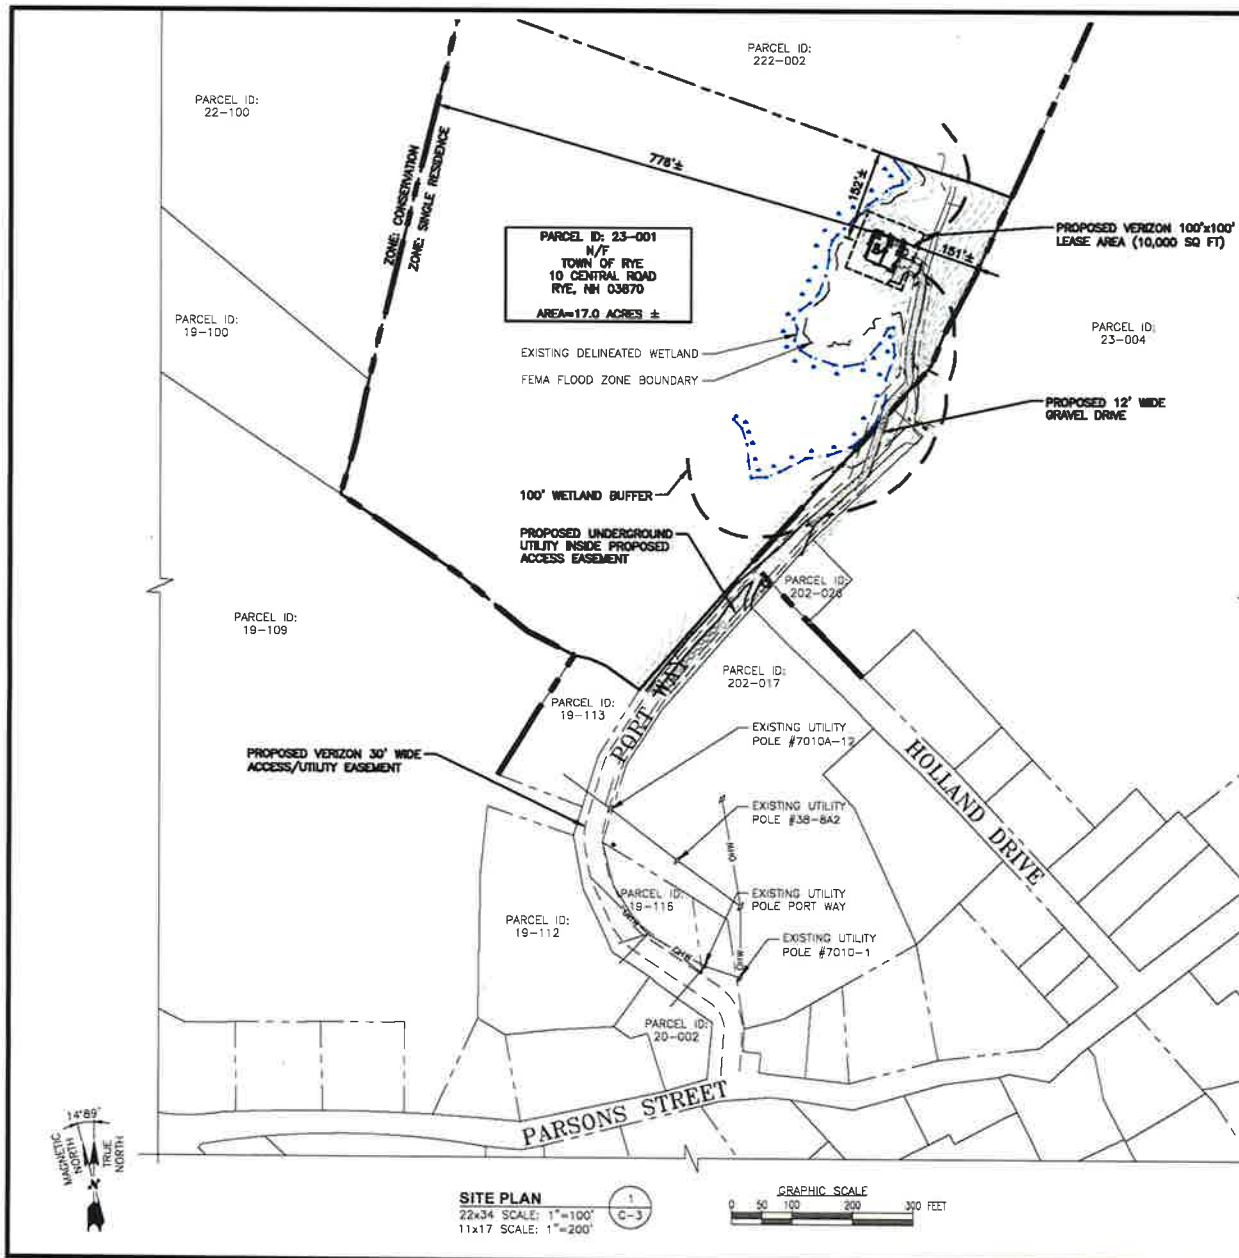 PARCEL ID:
222-002
PARCEL ID:
22-100
ZONE: CONSERVATION
ZONE: SINGLE RESIDENCE
778'±
152'±
151'±
PROPOSED VERIZON 100'x100'
LEASE AREA (10,000 SQ FT)
PARCEL ID: 23-001
N/F
TOWN OF RYE
10 CENTRAL ROAD
RYE, NH 03870
AREA=17.0 ACRES ±
PARCEL ID:
19-100
PARCEL ID:
23-004
EXISTING DELINEATED WETLAND
FEMA FLOOD ZONE BOUNDARY
PROPOSED 12' WIDE
GRAVEL DRIVE
100' WETLAND BUFFER
PROPOSED UNDERGROUND
UTILITY INSIDE PROPOSED
ACCESS EASEMENT
PARCEL ID:
PARCEL ID:
19-109
PARCEL ID:
202-017
PARCEL ID:
19-113
PORT WAY
EXISTING UTILITY
POLE #7010A-12
PROPOSED VERIZON 30' WIDE
ACCESS/UTILITY EASEMENT
HOLLAND DRIVE
EXISTING UTILITY
POLE #38-8A2
OHW
PARCEL ID:
19-116
EXISTING UTILITY
POLE PORT WAY
PARCEL ID:
19-112
OHW
OHW
OHW
EXISTING UTILITY
POLE #7010-1
PARCEL ID:
20-002
PARSONS STREET
14°89'
MAGNETIC
NORTH
TRUE
NORTH
N
SITE PLAN
22x34 SCALE: 1"=100'
11x17 SCALE: 1"=200'
1
C-3
GRAPHIC SCALE
0 50 100 200 300 FEET